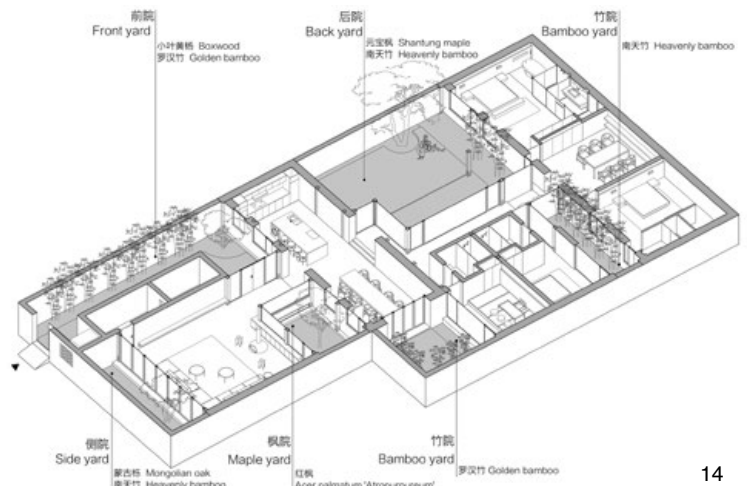 前院
Front yard
小叶黄杨 Boxwood
罗汉竹 Golden bamboo
后院
Back yard
元宝枫 Shantung maple
南天竹 Heavenly bamboo
竹院
Bamboo yard
南天竹 Heavenly bamboo
侧院
Side yard
蒙古栎 Mongolian oak
南天竹 Heavenly bamboo
枫院
Maple yard
红枫
Acer palmatum 'Atropurpureum'
竹院
Bamboo yard
罗汉竹 Golden bamboo
14